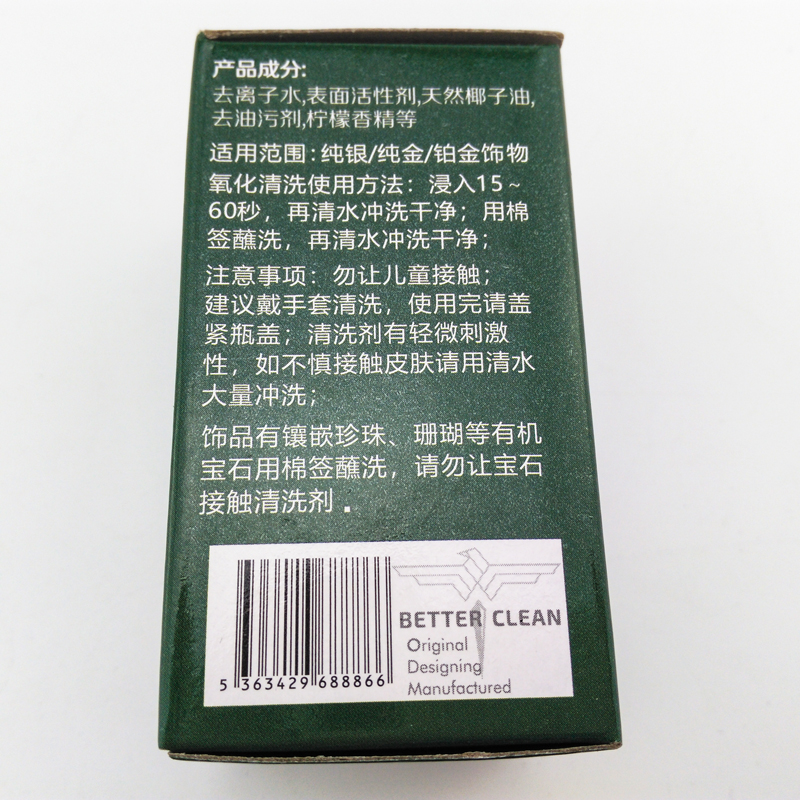 产品成分:
去离子水,表面活性剂,天然椰子油,
去油污剂,柠檬香精等
适用范围:纯银/纯金/铂金饰物
氧化清洗使用方法：浸入15～
60秒，再清水冲洗干净；用棉
签蘸洗，再清水冲洗干净；
注意事项：勿让儿童接触；
建议戴手套清洗，使用完请盖
紧瓶盖；清洗剂有轻微刺激
性，如不慎接触皮肤请用清水
大量冲洗；
饰品有镶嵌珍珠、珊瑚等有机
宝石用棉签蘸洗，请勿让宝石
接触清洗剂．
BETTER CLEAN
Original
Designing
Manufactured
5 363429 688866